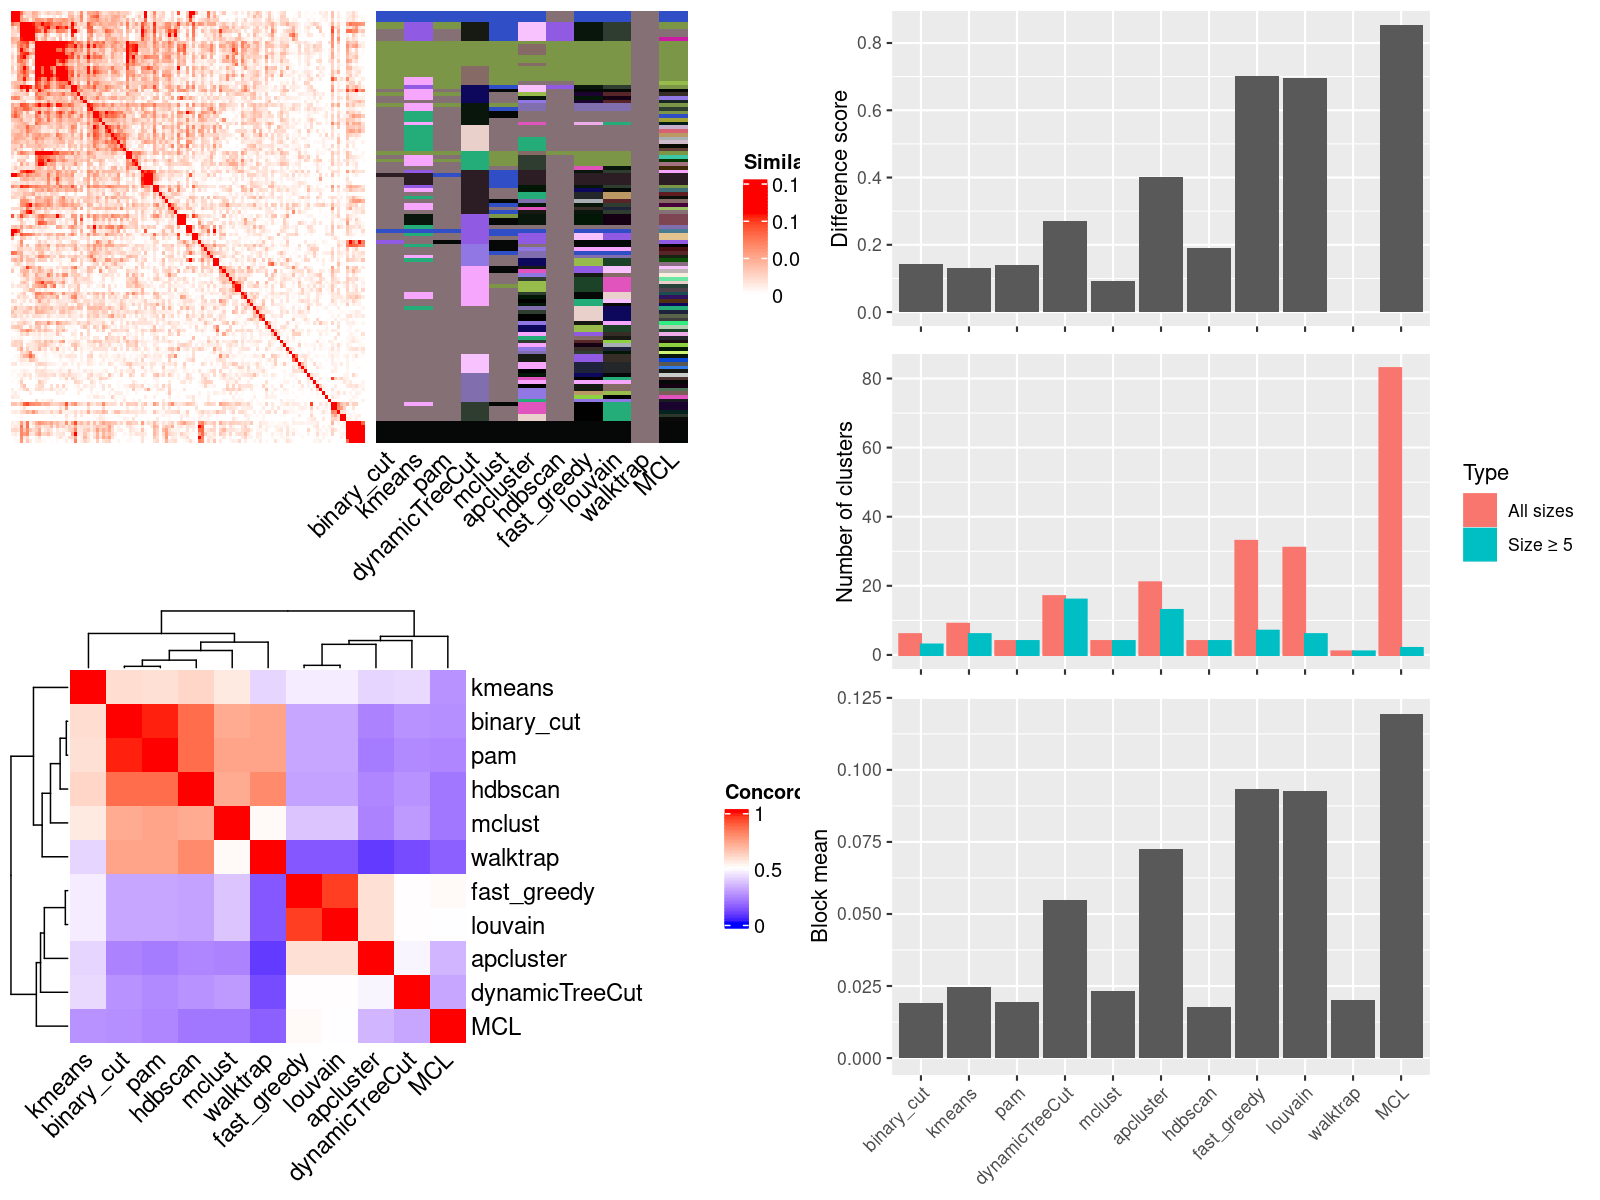 Simila
0.1
0.1
0.0
0
binary_cut
kmeans
pam
dynamicTreeCut
mclust
apcluster
hdbscan
fast_greedy
louvain
walktrap
MCL
kmeans
binary_cut
pam
hdbscan
mclust
walktrap
fast_greedy
louvain
apcluster
dynamicTreeCut
MCL
kmeans
binary_cut
pam
hdbscan
mclust
walktrap
fast_greedy
louvain
apcluster
dynamicTreeCut
MCL
Concord
1
0.5
0
Difference score
0.8
0.6
0.4
0.2
0.0
Number of clusters
80
60
40
20
0
Type
All sizes
Size ≥ 5
Block mean
0.125
0.100
0.075
0.050
0.025
0.000
binary_cut
kmeans
pam
dynamicTreeCut
mclust
apcluster
hdbscan
fast_greedy
louvain
walktrap
MCL